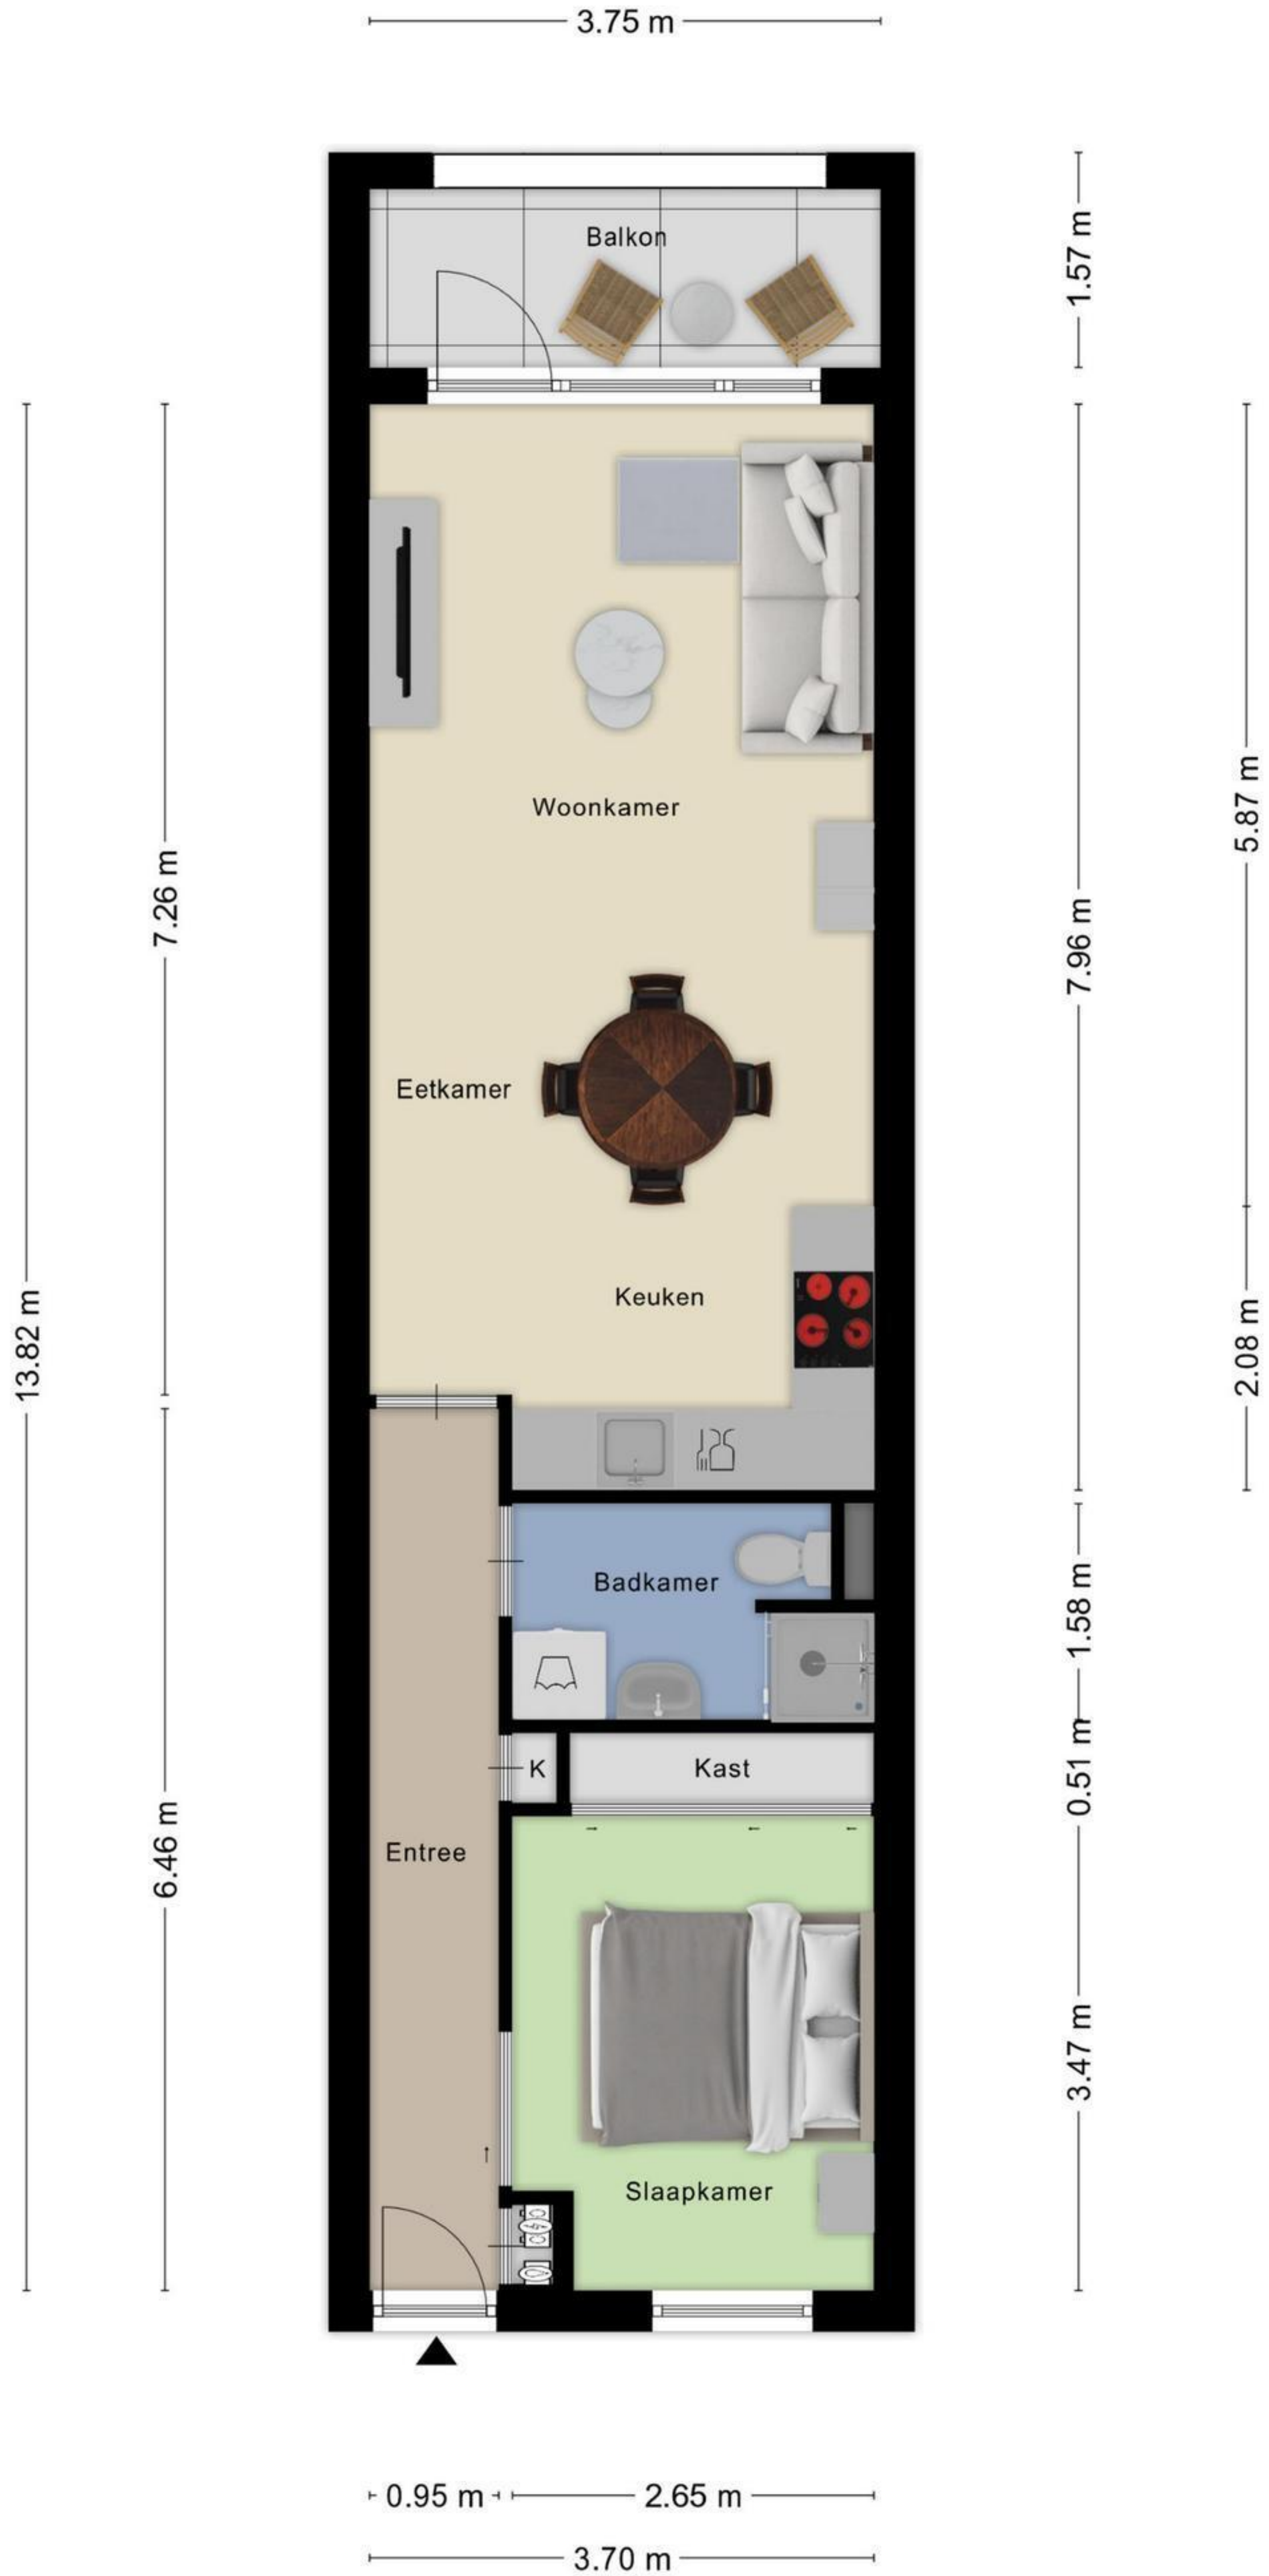 3.75 m
Balkon
1.57 m
Woonkamer
5.87 m
7.26 m
7.96 m
Eetkamer
Keuken
13.82 m
2.08 m
Badkamer
1.58 m
K
Kast
0.51 m
Entree
6.46 m
3.47 m
Slaapkamer
0.95 m
2.65 m
3.70 m